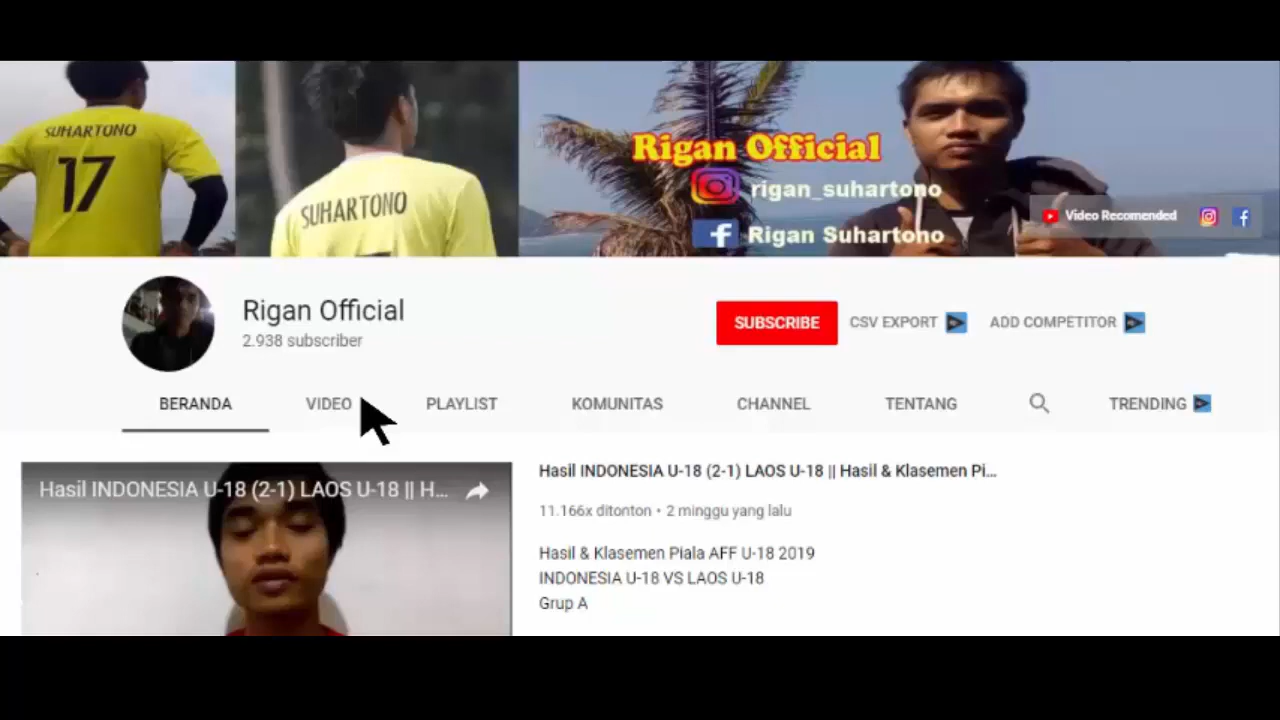 SUHARTONO
17
SUHARTONO
Rigan Official
rigan_suhartono
Rigan Suhartono
Video Recomended
Rigan Official
2.938 subscriber
SUBSCRIBE
CSV EXPORT
ADD COMPETITOR
BERANDA
VIDEO
PLAYLIST
KOMUNITAS
CHANNEL
TENTANG
TRENDING
Hasil INDONESIA U-18 (2-1) LAOS U-18 || H...
Hasil INDONESIA U-18 (2-1) LAOS U-18 || Hasil & Klasemen Pi...
11.166x ditonton • 2 minggu yang lalu
Hasil & Klasemen Piala AFF U-18 2019
INDONESIA U-18 VS LAOS U-18
Grup A